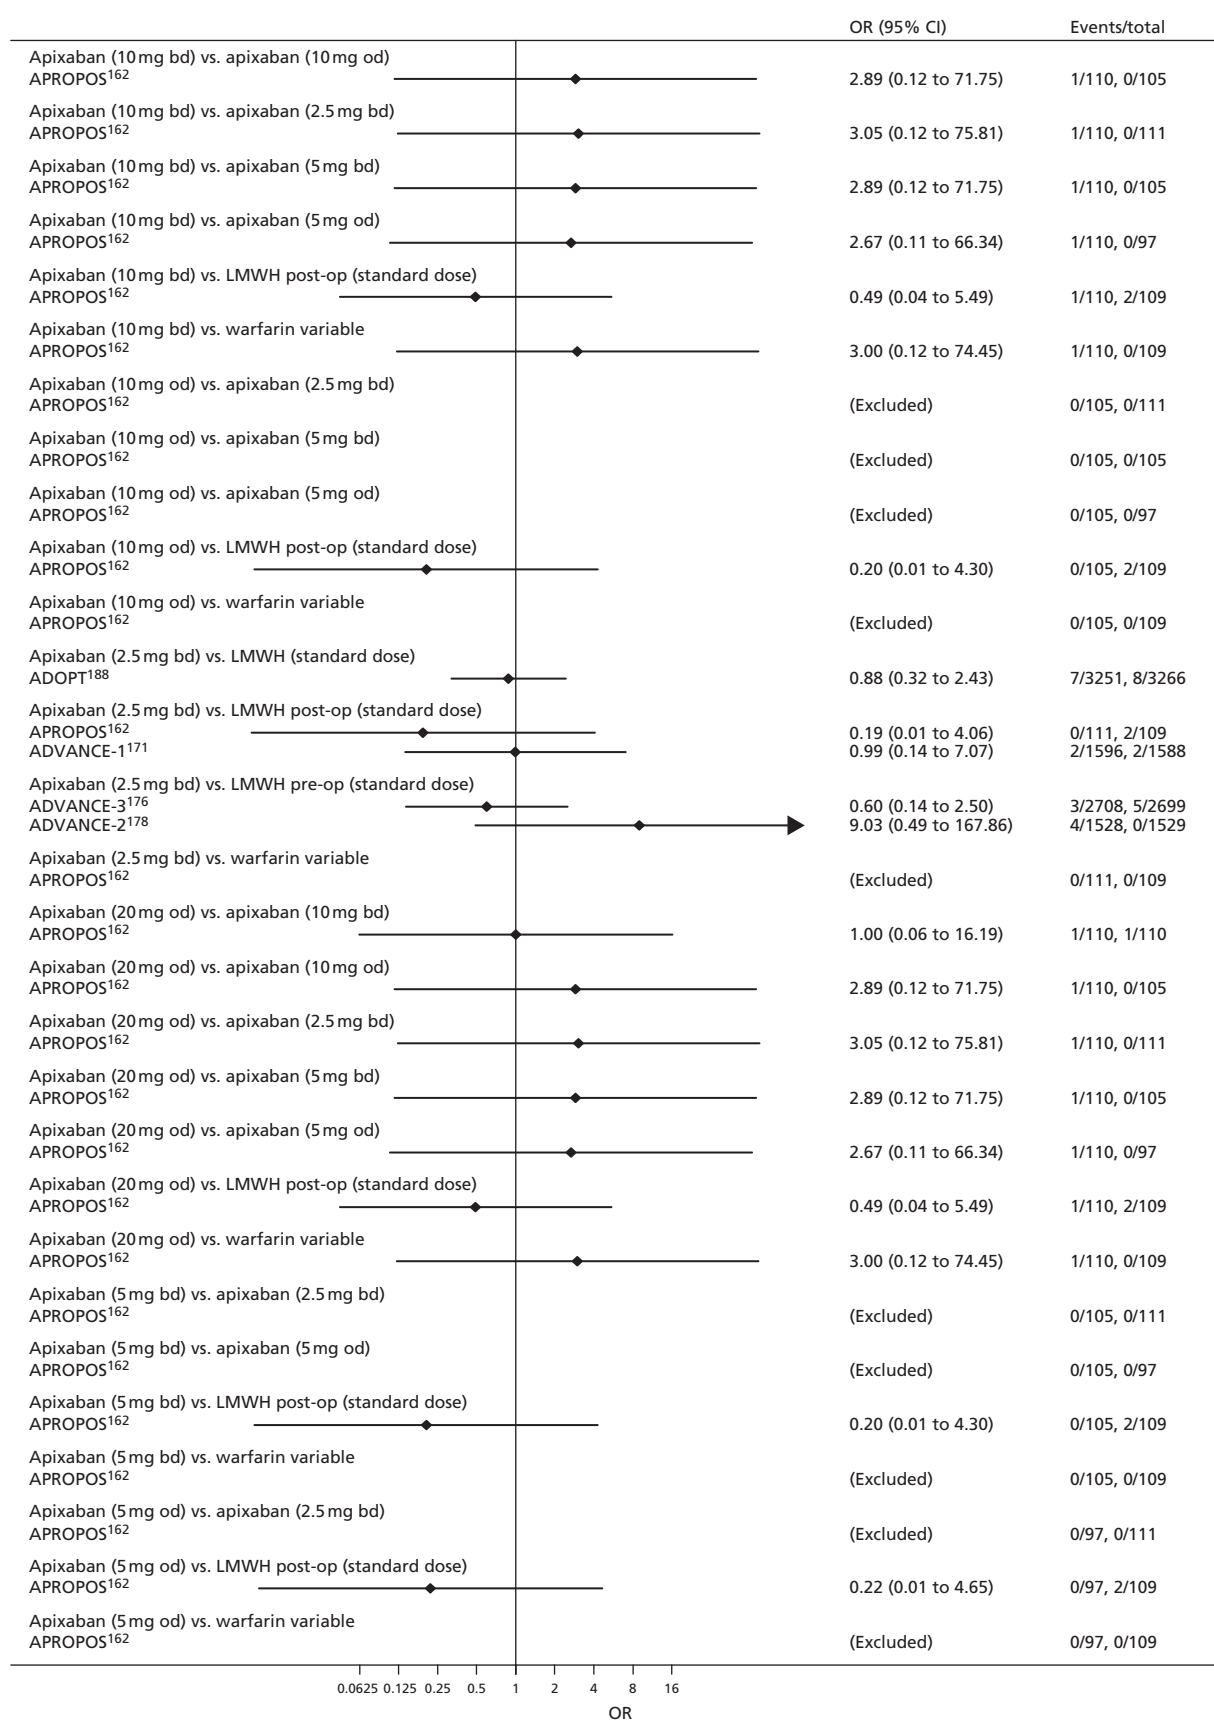 OR (95% CI) Events/total
Apixaban (10 mg bd) vs. apixaban (10 mg od)
APROPOS162 2.89 (0.12 to 71.75) 1/110, 0/105
Apixaban (10 mg bd) vs. apixaban (2.5 mg bd)
APROPOS162 3.05 (0.12 to 75.81) 1/110, 0/111
Apixaban (10 mg bd) vs. apixaban (5 mg bd)
APROPOS162 2.89 (0.12 to 71.75) 1/110, 0/105
Apixaban (10 mg bd) vs. apixaban (5 mg od)
APROPOS162 2.67 (0.11 to 66.34) 1/110, 0/97
Apixaban (10 mg bd) vs. LMWH post-op (standard dose)
APROPOS162 0.49 (0.04 to 5.49) 1/110, 2/109
Apixaban (10 mg bd) vs. warfarin variable
APROPOS162 3.00 (0.12 to 74.45) 1/110, 0/109
Apixaban (10 mg od) vs. apixaban (2.5 mg bd)
APROPOS162 (Excluded) 0/105, 0/111
Apixaban (10 mg od) vs. apixaban (5 mg bd)
APROPOS162 (Excluded) 0/105, 0/105
Apixaban (10 mg od) vs. apixaban (5 mg od)
APROPOS162 (Excluded) 0/105, 0/97
Apixaban (10 mg od) vs. LMWH post-op (standard dose)
APROPOS162 0.20 (0.01 to 4.30) 0/105, 2/109
Apixaban (10 mg od) vs. warfarin variable
APROPOS162 (Excluded) 0/105, 0/109
Apixaban (2.5 mg bd) vs. LMWH (standard dose)
ADOPT188 0.88 (0.32 to 2.43) 7/3251, 8/3266
Apixaban (2.5 mg bd) vs. LMWH post-op (standard dose)
APROPOS162 0.19 (0.01 to 4.06) 0/111, 2/109
ADVANCE-1171 0.99 (0.14 to 7.07) 2/1596, 2/1588
Apixaban (2.5 mg bd) vs. LMWH pre-op (standard dose)
ADVANCE-3176 0.60 (0.14 to 2.50) 3/2708, 5/2699
ADVANCE-2178 9.03 (0.49 to 167.86) 4/1528, 0/1529
Apixaban (2.5 mg bd) vs. warfarin variable
APROPOS162 (Excluded) 0/111, 0/109
Apixaban (20 mg od) vs. apixaban (10 mg bd)
APROPOS162 1.00 (0.06 to 16.19) 1/110, 1/110
Apixaban (20 mg od) vs. apixaban (10 mg od)
APROPOS162 2.89 (0.12 to 71.75) 1/110, 0/105
Apixaban (20 mg od) vs. apixaban (2.5 mg bd)
APROPOS162 3.05 (0.12 to 75.81) 1/110, 0/111
Apixaban (20 mg od) vs. apixaban (5 mg bd)
APROPOS162 2.89 (0.12 to 71.75) 1/110, 0/105
Apixaban (20 mg od) vs. apixaban (5 mg od)
APROPOS162 2.67 (0.11 to 66.34) 1/110, 0/97
Apixaban (20 mg od) vs. LMWH post-op (standard dose)
APROPOS162 0.49 (0.04 to 5.49) 1/110, 2/109
Apixaban (20 mg od) vs. warfarin variable
APROPOS162 3.00 (0.12 to 74.45) 1/110, 0/109
Apixaban (5 mg bd) vs. apixaban (2.5 mg bd)
APROPOS162 (Excluded) 0/105, 0/111
Apixaban (5 mg bd) vs. apixaban (5 mg od)
APROPOS162 (Excluded) 0/105, 0/97
Apixaban (5 mg bd) vs. LMWH post-op (standard dose)
APROPOS162 0.20 (0.01 to 4.30) 0/105, 2/109
Apixaban (5 mg bd) vs. warfarin variable
APROPOS162 (Excluded) 0/105, 0/109
Apixaban (5 mg od) vs. apixaban (2.5 mg bd)
APROPOS162 (Excluded) 0/97, 0/111
Apixaban (5 mg od) vs. LMWH post-op (standard dose)
APROPOS162 0.22 (0.01 to 4.65) 0/97, 2/109
Apixaban (5 mg od) vs. warfarin variable
APROPOS162 (Excluded) 0/97, 0/109
0.0625 0.125 0.25 0.5 1 2 4 8 16
OR